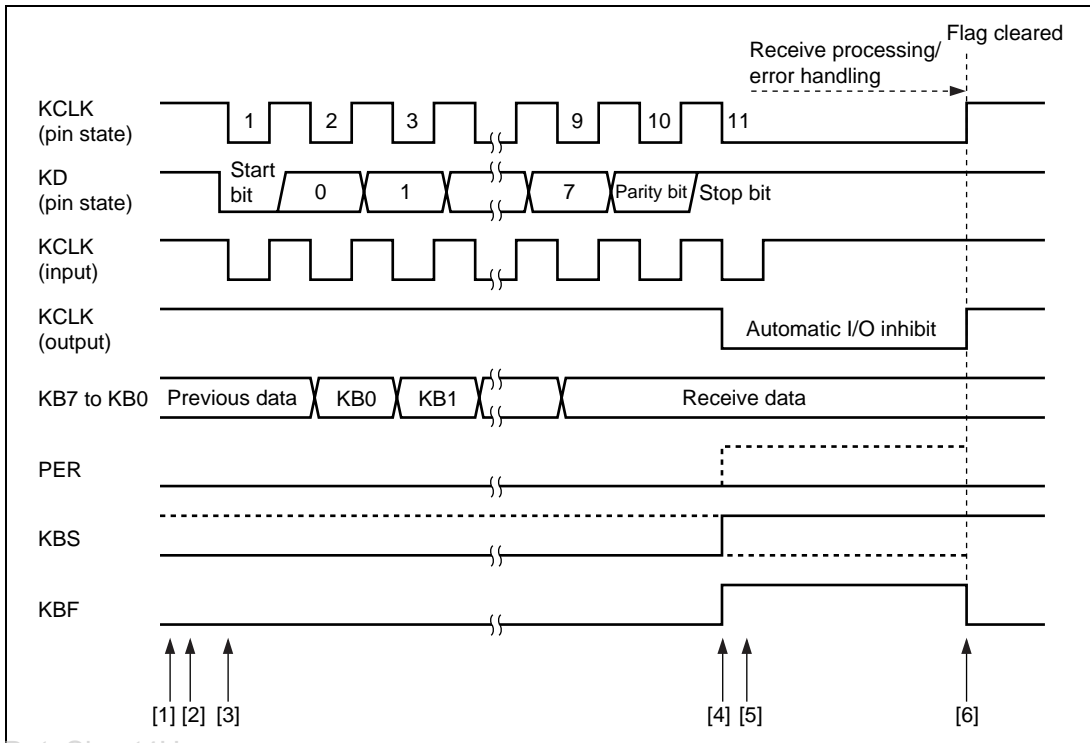 Flag cleared
Receive processing/
error handling
KCLK
(pin state)
1 2 3 9 10 11
KD
(pin state)
Start
bit
0 1 7 Parity bit Stop bit
KCLK
(input)
KCLK
(output)
Automatic I/O inhibit
KB7 to KB0 Previous data KB0 KB1 Receive data
PER
KBS
KBF
[1] [2] [3] [4] [5] [6]